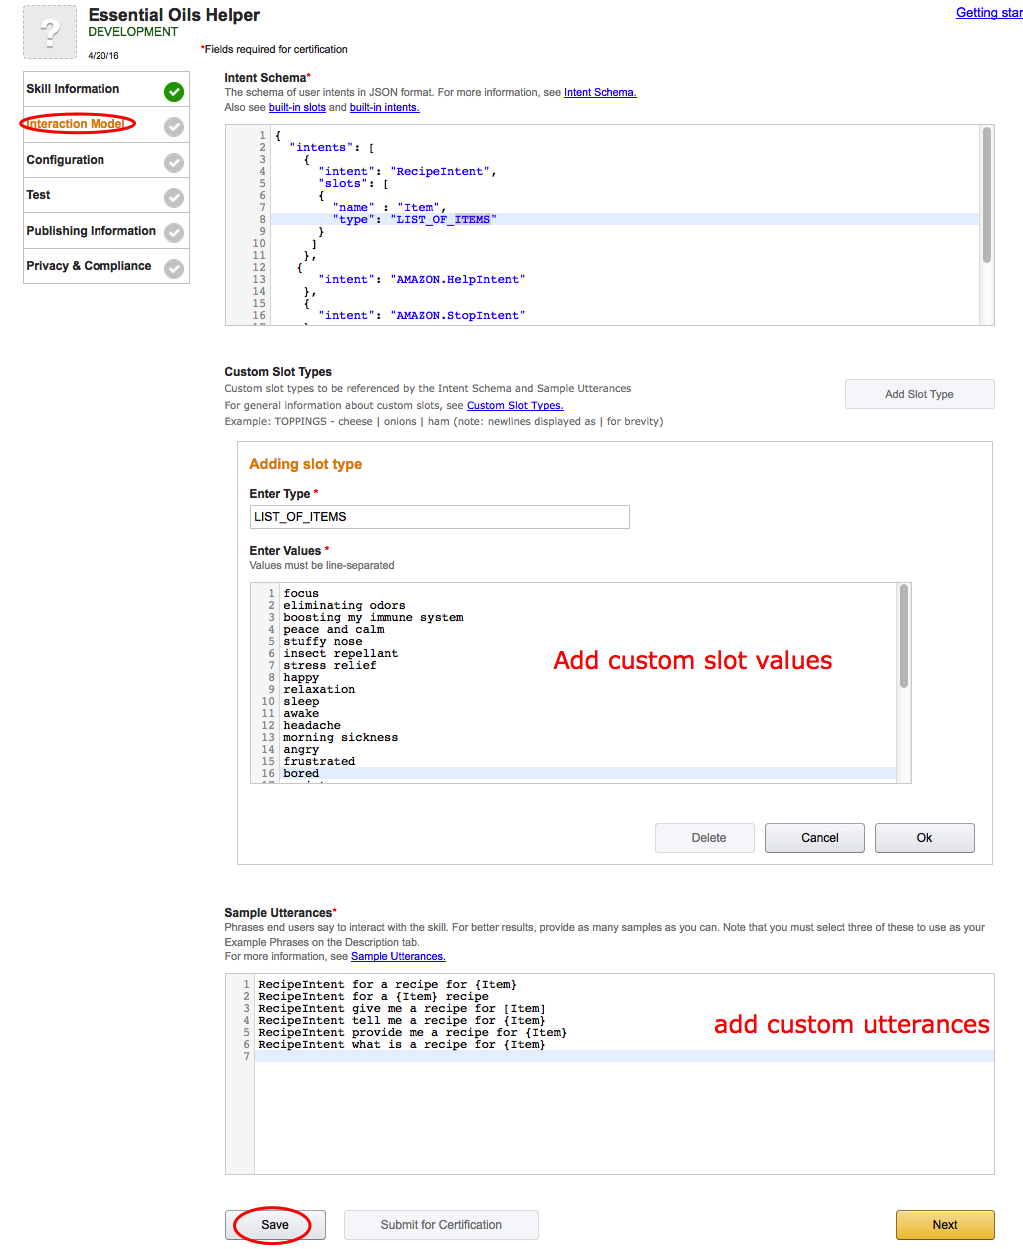 ?
Essential Oils Helper
DEVELOPMENT
4/20/16
Getting star
*Fields required for certification
Skill Information
Interaction Model
Configuration
Test
Publishing Information
Privacy & Compliance
Intent Schema*
The schema of user intents in JSON format. For more information, see Intent Schema.
Also see built-in slots and built-in intents.
1 {
2 "intents": [
3 {
4 "intent": "RecipeIntent",
5 "slots": [
6 {
7 "name" : "Item",
8 "type": "LIST_OF_ITEMS"
9 }
10 ]
11 },
12 {
13 "intent": "AMAZON.HelpIntent"
14 },
15 {
16 "intent": "AMAZON.StopIntent"
Custom Slot Types
Custom slot types to be referenced by the Intent Schema and Sample Utterances
For general information about custom slots, see Custom Slot Types.
Example: TOPPINGS - cheese | onions | ham (note: newlines displayed as | for brevity)
Add Slot Type
Adding slot type
Enter Type *
LIST_OF_ITEMS
Enter Values *
Values must be line-separated
1 focus
2 eliminating odors
3 boosting my immune system
4 peace and calm
5 stuffy nose
6 insect repellant
7 stress relief
8 happy
9 relaxation
10 sleep
11 awake
12 headache
13 morning sickness
14 angry
15 frustrated
16 bored
Add custom slot values
Delete
Cancel
Ok
Sample Utterances*
Phrases end users say to interact with the skill. For better results, provide as many samples as you can. Note that you must select three of these to use as your
Example Phrases on the Description tab.
For more information, see Sample Utterances.
1 RecipeIntent for a recipe for {Item}
2 RecipeIntent for a {Item} recipe
3 RecipeIntent give me a recipe for [Item]
4 RecipeIntent tell me a recipe for {Item}
5 RecipeIntent provide me a recipe for {Item}
6 RecipeIntent what is a recipe for {Item}
7
add custom utterances
Save
Submit for Certification
Next